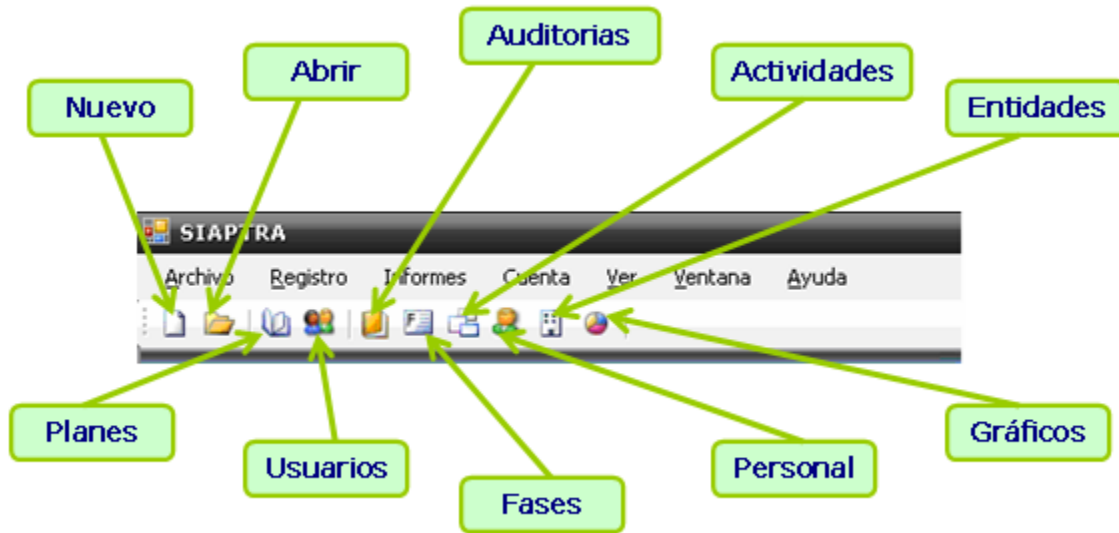 Auditorias
Abrir
Actividades
Nuevo
Entidades
SIAPTRA
Archivo Registro Informes Cuenta Ver Ventana Ayuda
F
Planes
Gráficos
Usuarios
Personal
Fases